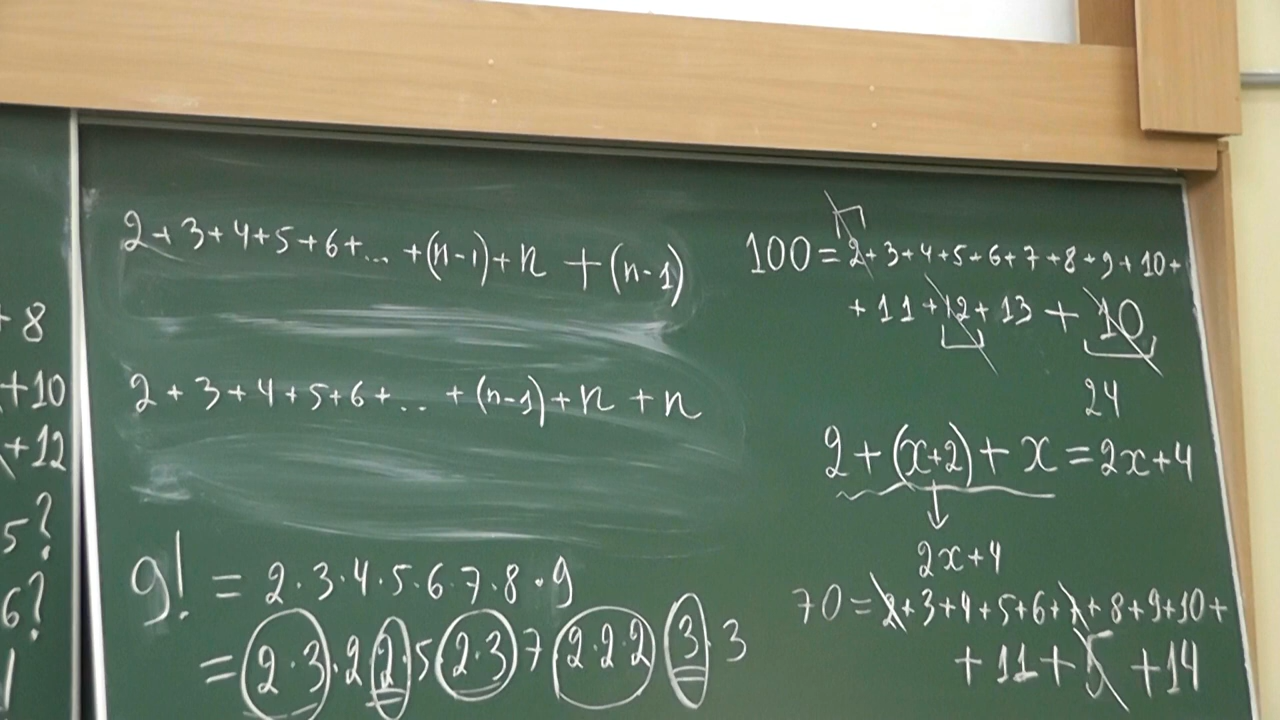 + 8
+ 10
+ 12
5?
6?
2 + 3 + 4 + 5 + 6 + ... + (n-1) + n + (n-1)
2 + 3 + 4 + 5 + 6 + ... + (n-1) + n + n
9! = 2 · 3 · 4 · 5 · 6 · 7 · 8 · 9
= 2 · 3 · 2 2 · 5 2 · 3 7 2 · 2 · 2 3 · 3
100 = 2 + 3 + 4 + 5 + 6 + 7 + 8 + 9 + 10 +
+ 11 + 12 + 13 + 10
24
2 + (x+2) + x = 2x+4
2x+4
70 = 2 + 3 + 4 + 5 + 6 + 7 + 8 + 9 + 10 +
+ 11 + 5 + 14